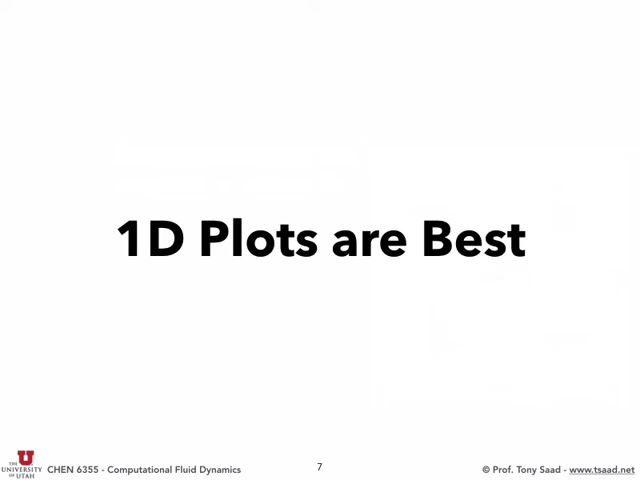 1D Plots are Best
THE
UNIVERSITY
OF UTAH
CHEN 6355 - Computational Fluid Dynamics
7
© Prof. Tony Saad - www.tsaad.net